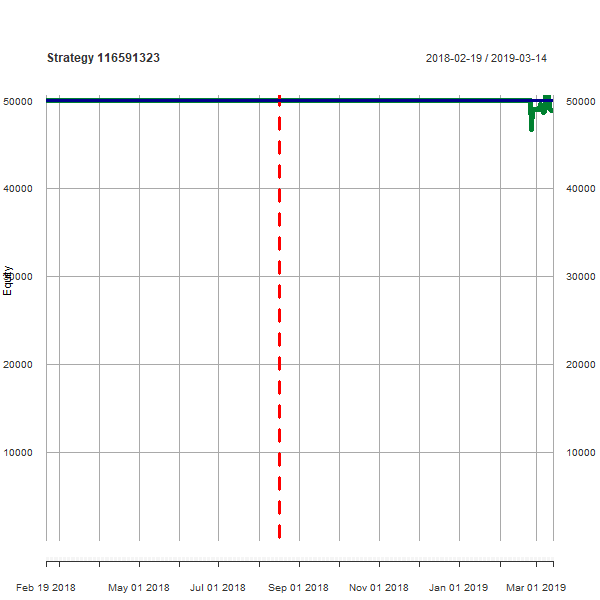 Strategy 116591323 2018-02-19 / 2019-03-14
50000 50000
40000 40000
Equity
30000 30000
20000 20000
10000 10000
Feb 19 2018 May 01 2018 Jul 01 2018 Sep 01 2018 Nov 01 2018 Jan 01 2019 Mar 01 2019